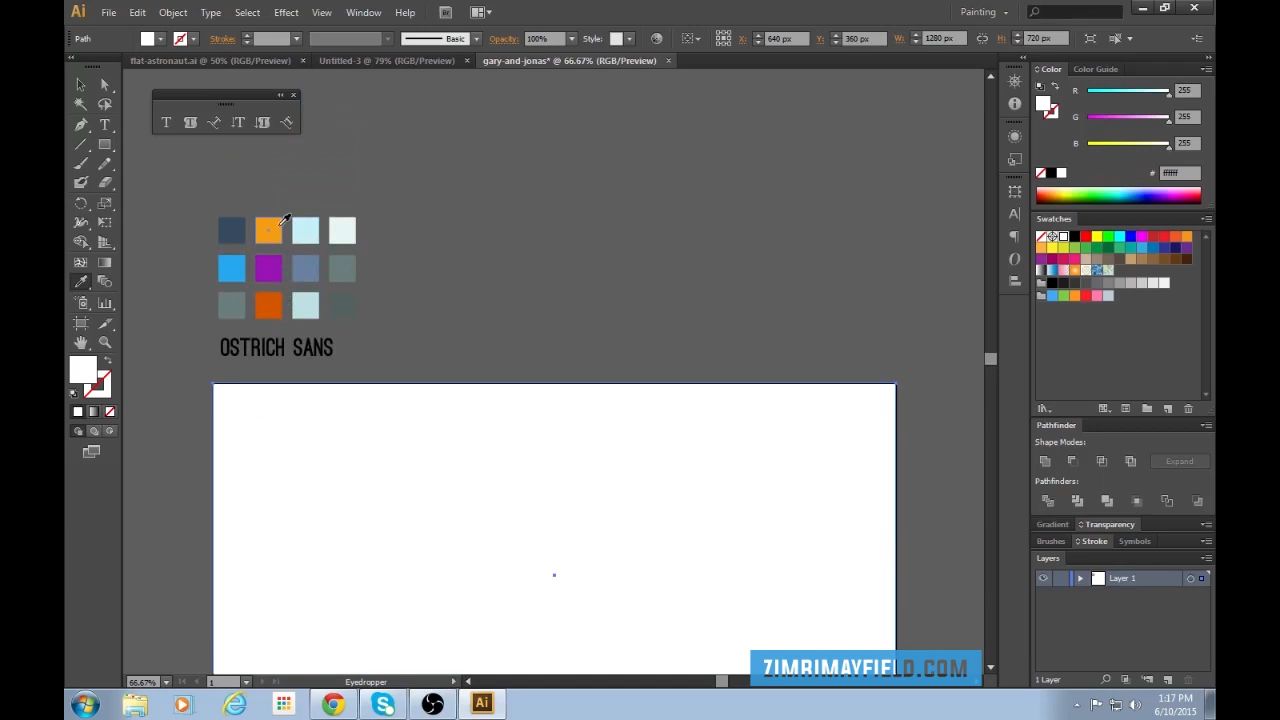 Ai File Edit Object Type Select Effect View Window Help Br Painting
Path Stroke: Basic Opacity: 100% Style: X: 640 px Y: 360 px W: 1280 px H: 720 px
flat-astronaut.ai @ 50% (RGB/Preview) × Untitled-3 @ 79% (RGB/Preview) × gary-and-jonas* @ 66.67% (RGB/Preview) ×
Color Color Guide
R 255
G 255
B 255
# ffffff
Swatches
OSTRICH SANS
Pathfinder
Shape Modes:
Expand
Pathfinders:
Gradient Transparency
Brushes Stroke Symbols
Layers
Layer 1
1 Layer
66.67% 1 Eyedropper
ZIMRIMAYFIELD.COM
1:17 PM
6/10/2015